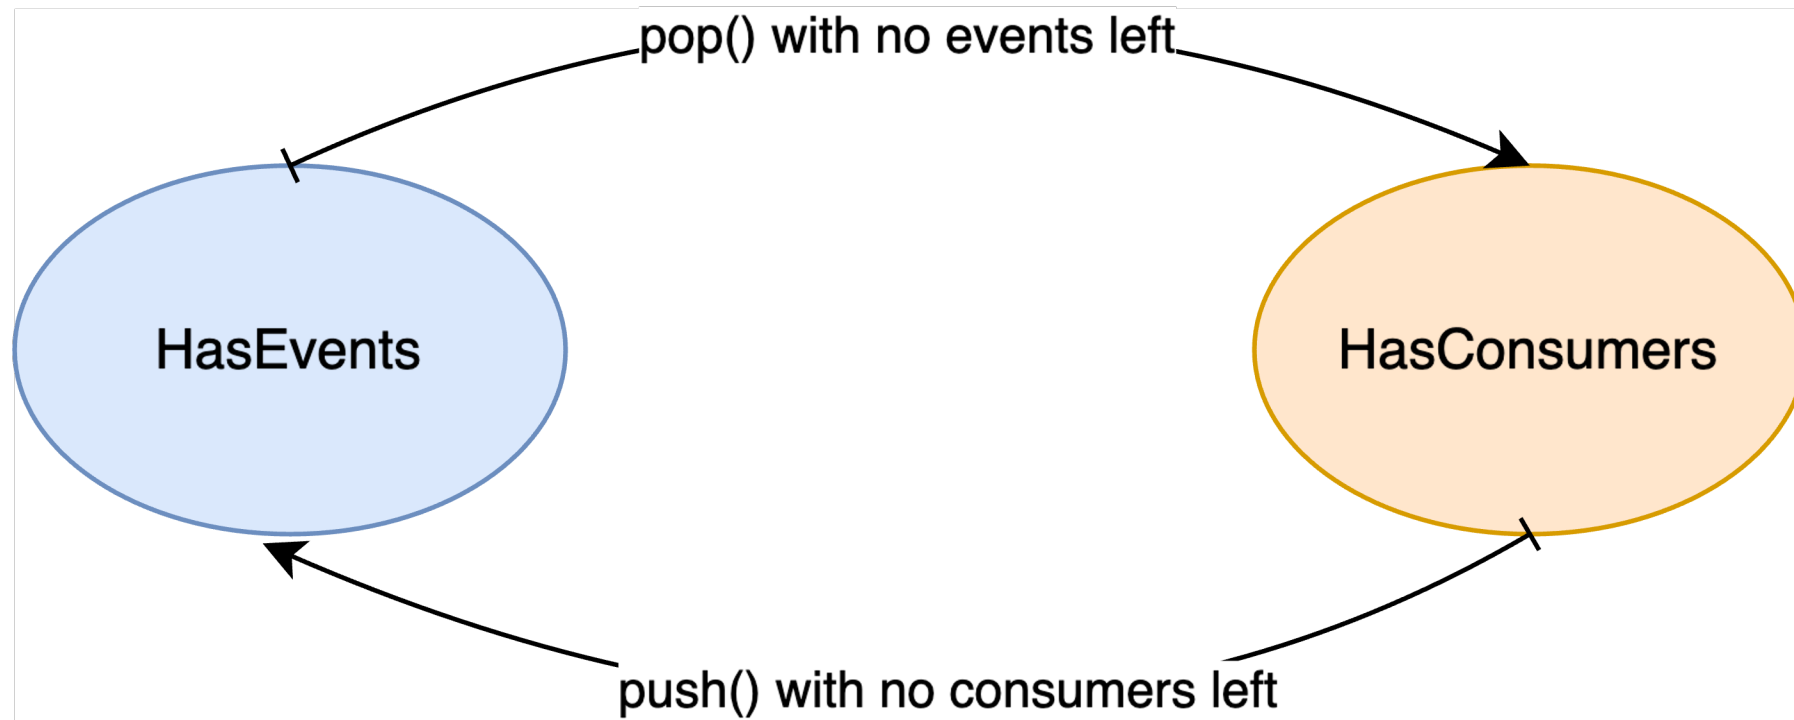 pop() with no events left
HasEvents
HasConsumers
push() with no consumers left